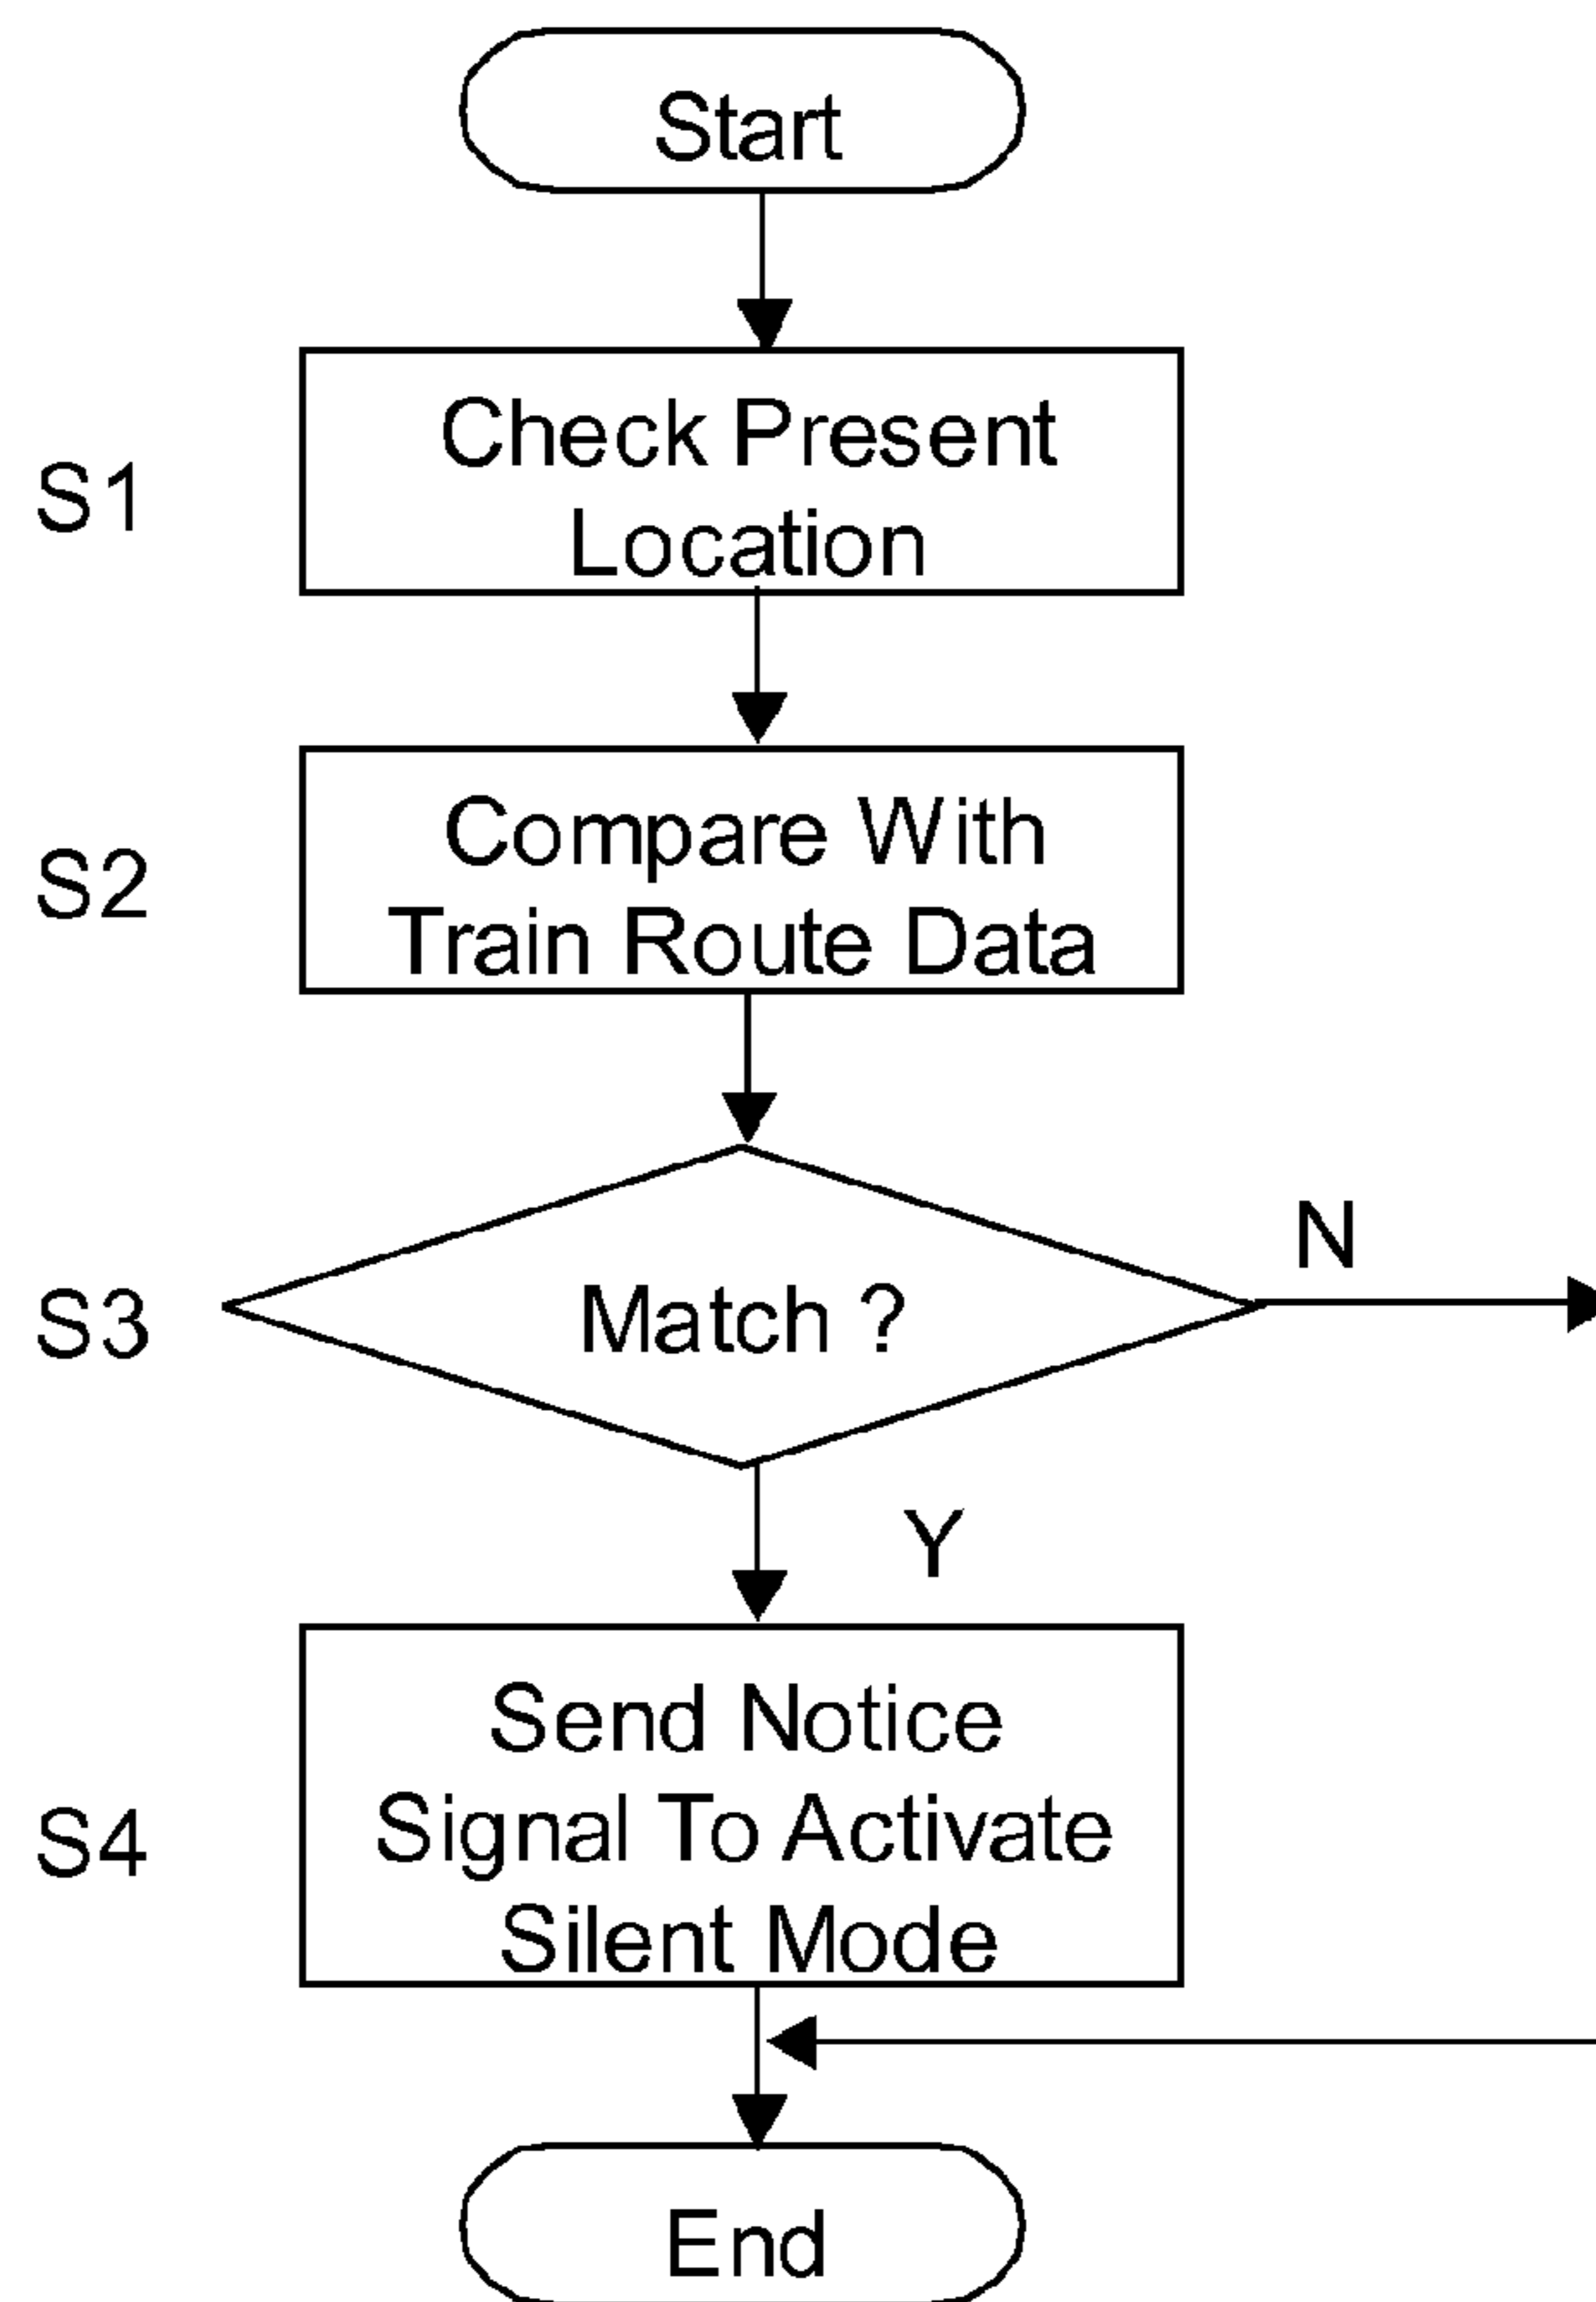 Start
S1
Check Present
Location
S2
Compare With
Train Route Data
S3
Match ?
N
Y
S4
Send Notice
Signal To Activate
Silent Mode
End